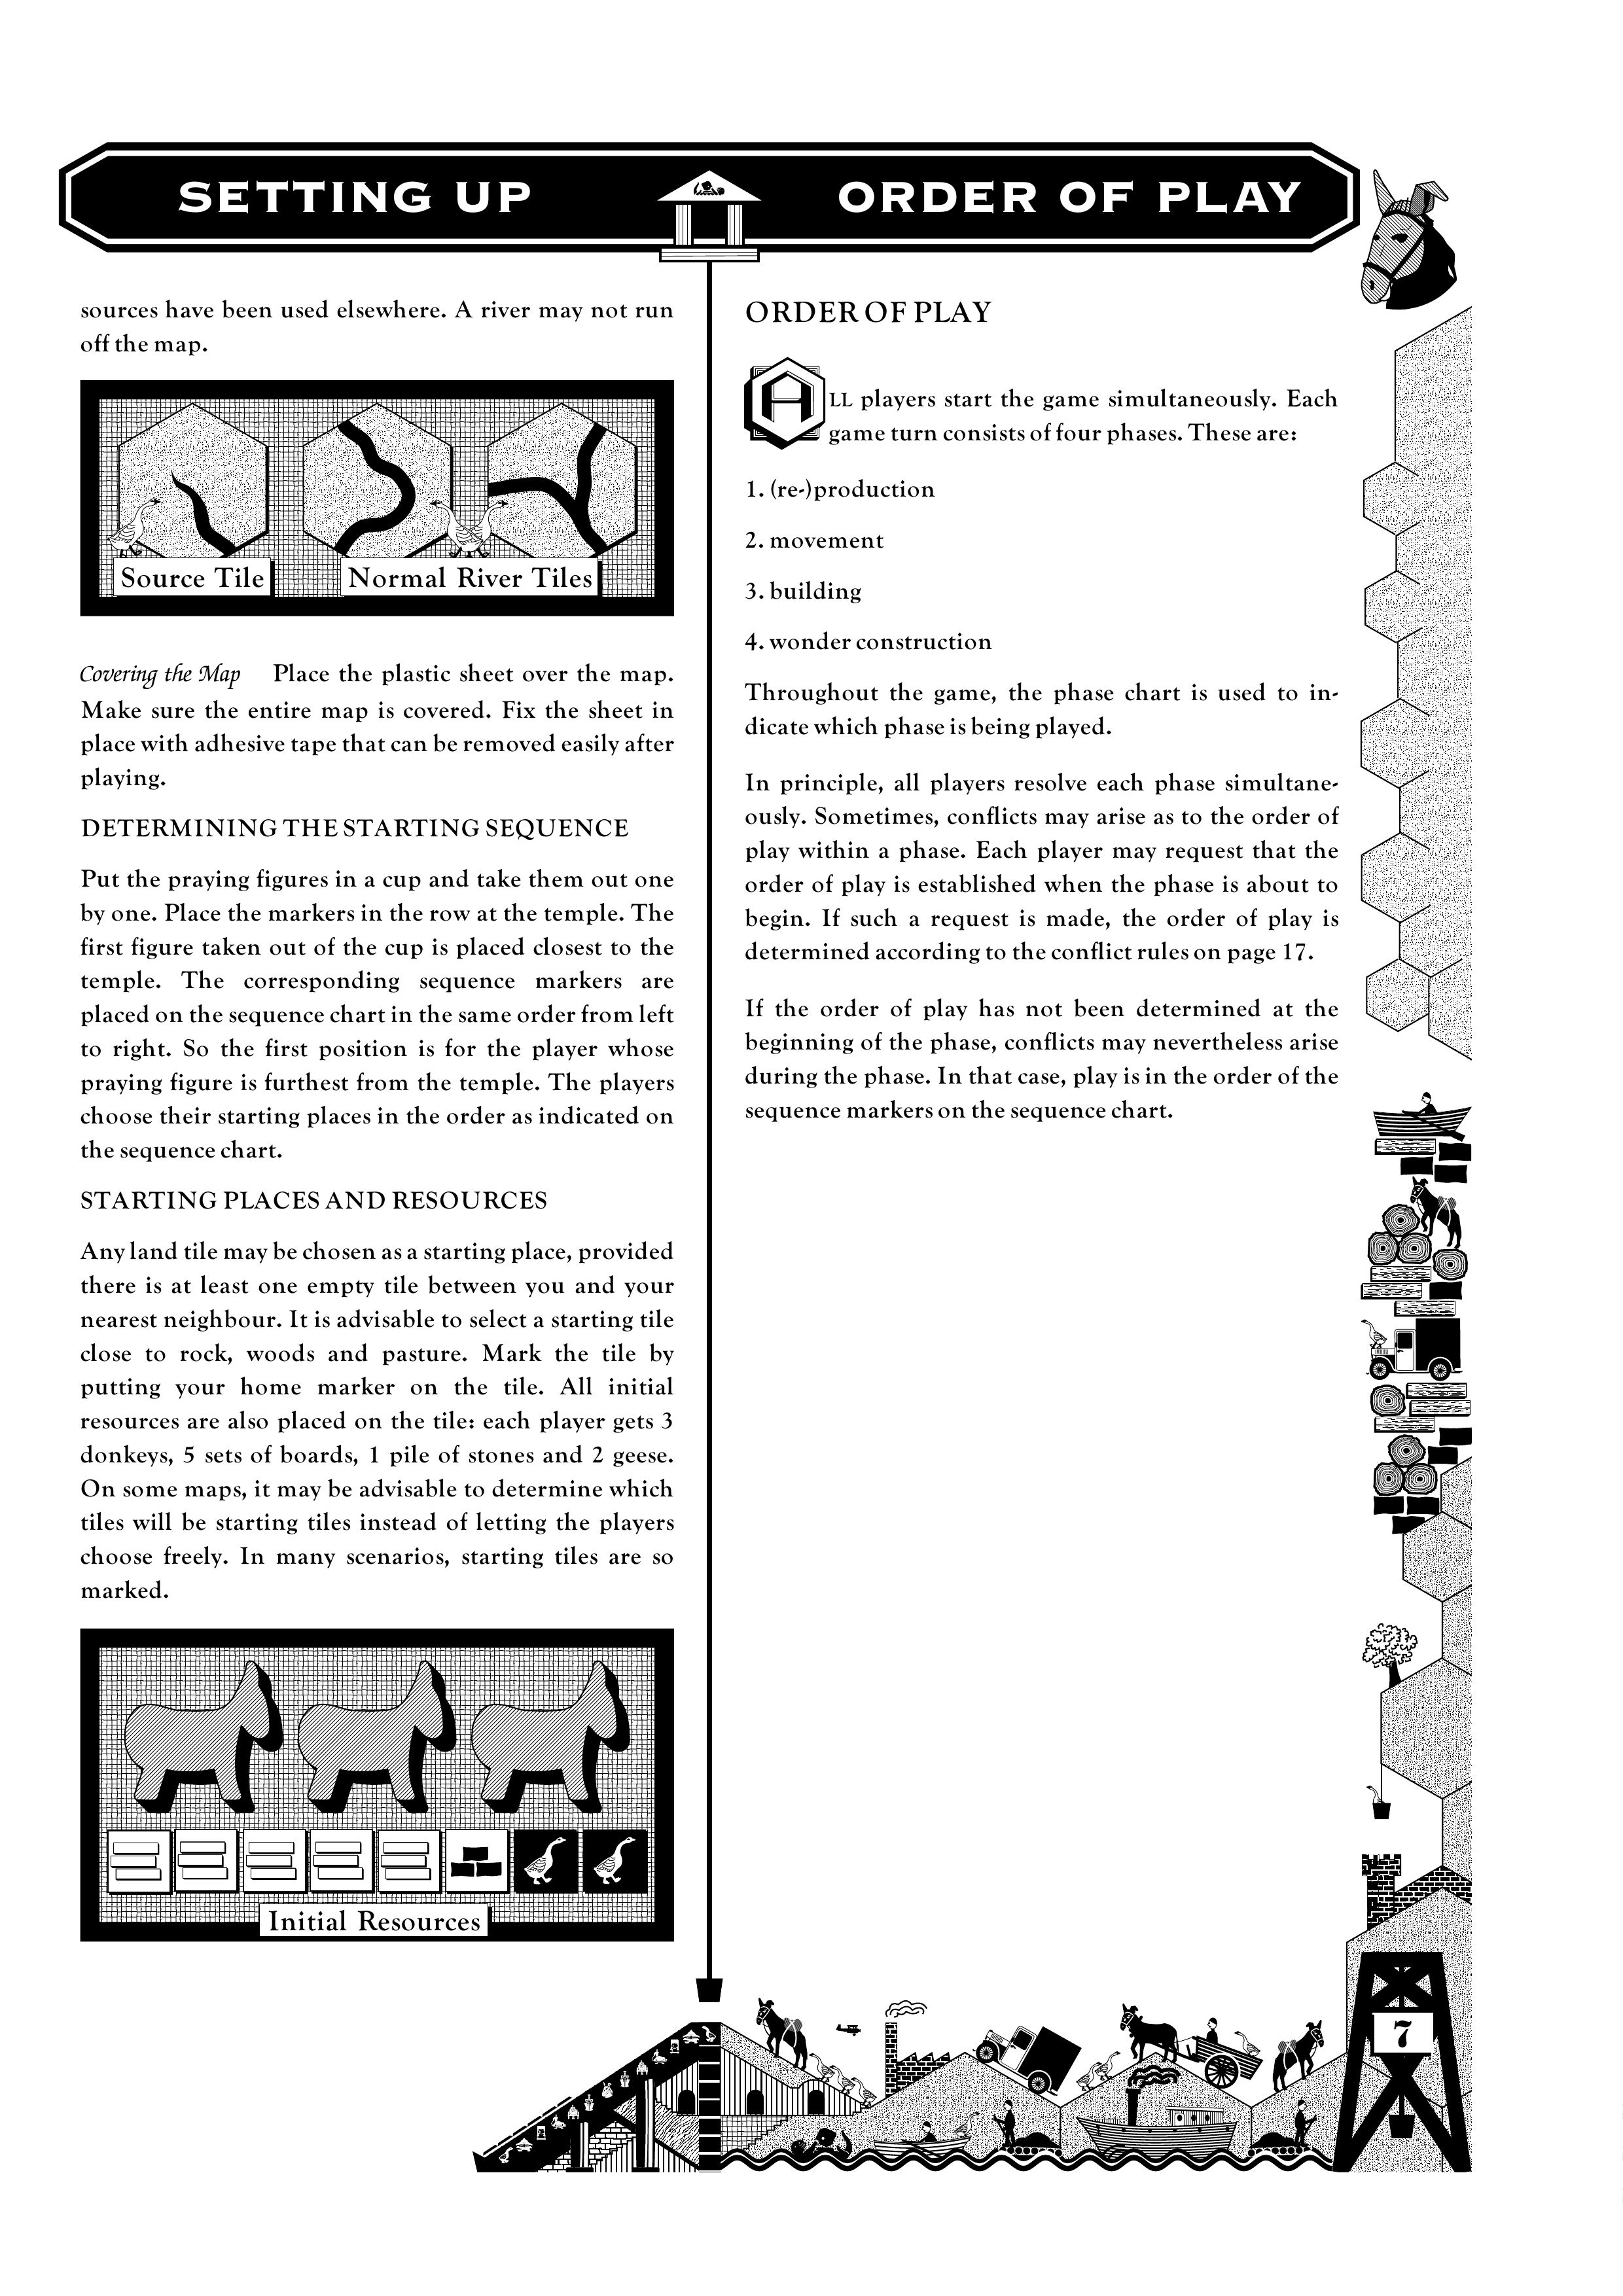 SETTING UP
ORDER OF PLAY
sources have been used elsewhere. A river may not run
off the map.
Source Tile
Normal River Tiles
Covering the Map Place the plastic sheet over the map.
Make sure the entire map is covered. Fix the sheet in
place with adhesive tape that can be removed easily after
playing.
DETERMINING THE STARTING SEQUENCE
Put the praying figures in a cup and take them out one
by one. Place the markers in the row at the temple. The
first figure taken out of the cup is placed closest to the
temple. The corresponding sequence markers are
placed on the sequence chart in the same order from left
to right. So the first position is for the player whose
praying figure is furthest from the temple. The players
choose their starting places in the order as indicated on
the sequence chart.
STARTING PLACES AND RESOURCES
Any land tile may be chosen as a starting place, provided
there is at least one empty tile between you and your
nearest neighbour. It is advisable to select a starting tile
close to rock, woods and pasture. Mark the tile by
putting your home marker on the tile. All initial
resources are also placed on the tile: each player gets 3
donkeys, 5 sets of boards, 1 pile of stones and 2 geese.
On some maps, it may be advisable to determine which
tiles will be starting tiles instead of letting the players
choose freely. In many scenarios, starting tiles are so
marked.
Initial Resources
ORDER OF PLAY
ALL players start the game simultaneously. Each
game turn consists of four phases. These are:
1. (re-)production
2. movement
3. building
4. wonder construction
Throughout the game, the phase chart is used to in-
dicate which phase is being played.
In principle, all players resolve each phase simultane-
ously. Sometimes, conflicts may arise as to the order of
play within a phase. Each player may request that the
order of play is established when the phase is about to
begin. If such a request is made, the order of play is
determined according to the conflict rules on page 17.
If the order of play has not been determined at the
beginning of the phase, conflicts may nevertheless arise
during the phase. In that case, play is in the order of the
sequence markers on the sequence chart.
7